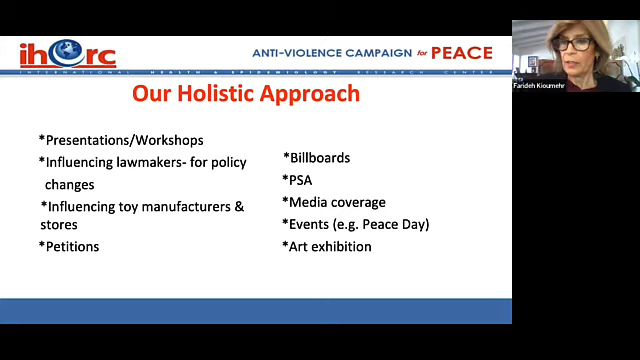 iherc
ANTI-VIOLENCE CAMPAIGN for PEACE
INTERNATIONAL HEALTH & EPIDEMIOLOGY RESEARCH CENTER
Our Holistic Approach
*Presentations/Workshops
*Influencing lawmakers- for policy
changes
*Influencing toy manufacturers &
stores
*Petitions
*Billboards
*PSA
*Media coverage
*Events (e.g. Peace Day)
*Art exhibition
Farideh Kioumehr